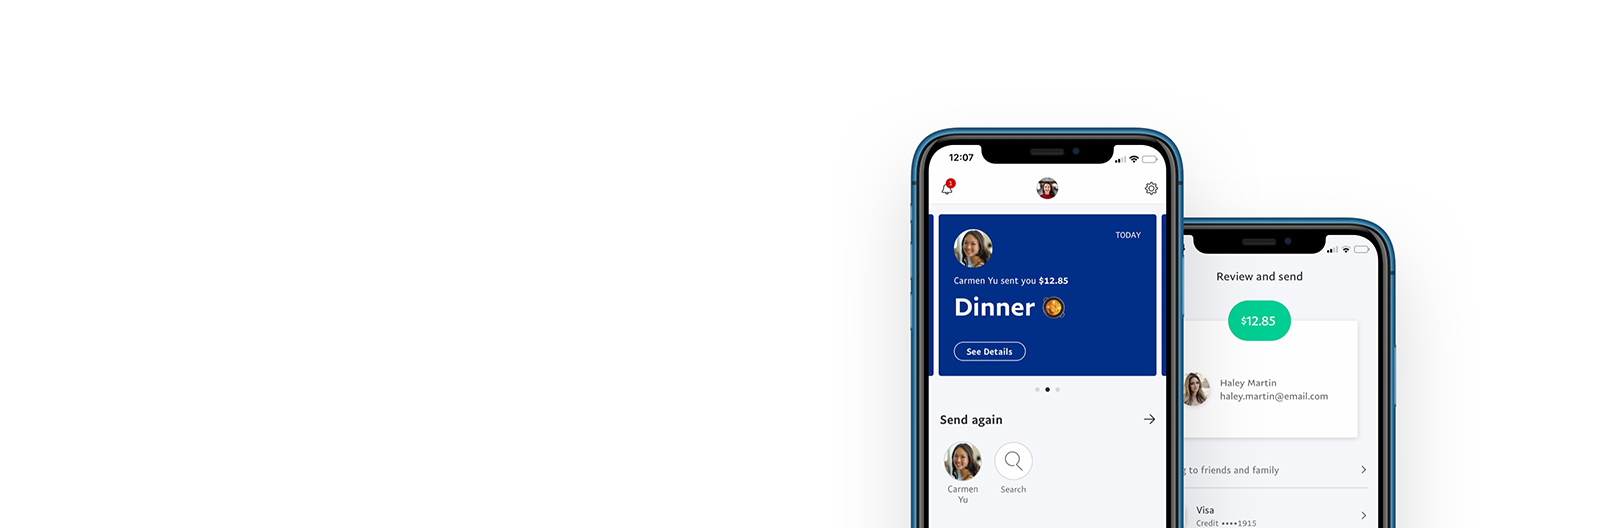 12:07
1
TODAY
Carmen Yu sent you $12.85
Dinner
See Details
Send again
Carmen
Yu
Search
Review and send
$12.85
Haley Martin
haley.martin@email.com
to friends and family
Visa
Credit ••••1915